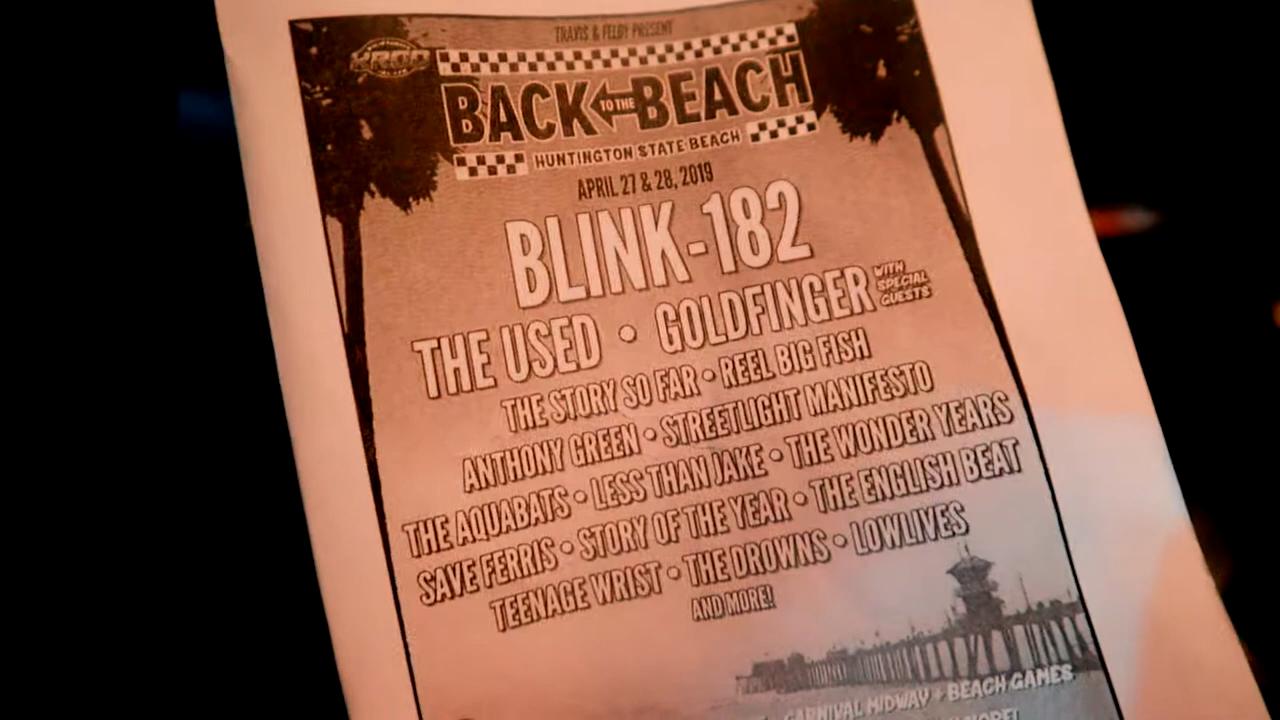 TRAVIS & FELDY PRESENT
KROQ
BACK TO THE BEACH
HUNTINGTON STATE BEACH
APRIL 27 & 28, 2019
BLINK-182
THE USED • GOLDFINGER WITH SPECIAL GUESTS
THE STORY SO FAR • REEL BIG FISH
ANTHONY GREEN • STREETLIGHT MANIFESTO
THE AQUABATS • LESS THAN JAKE • THE WONDER YEARS
SAVE FERRIS • STORY OF THE YEAR • THE ENGLISH BEAT
TEENAGE WRIST • THE DROWNS • LOWLIVES
AND MORE!
CARNIVAL MIDWAY + BEACH GAMES